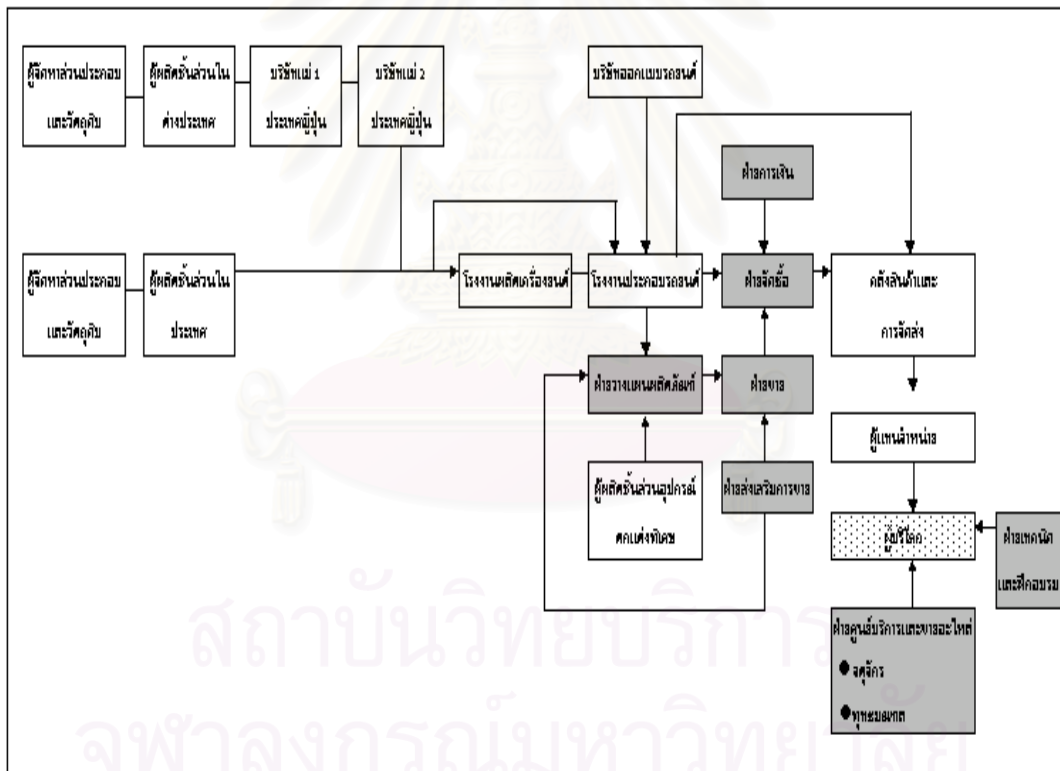 ผู้จัดหาส่วนประกอบ
และวัตถุดิบ
ผู้ผลิตชิ้นส่วนใน
ต่างประเทศ
บริษัทแม่ 1
ประเทศญี่ปุ่น
บริษัทแม่ 2
ประเทศญี่ปุ่น
บริษัทออกแบบรถยนต์
ฝ่ายการเงิน
ผู้จัดหาส่วนประกอบ
และวัตถุดิบ
ผู้ผลิตชิ้นส่วนใน
ประเทศ
โรงงานผลิตเครื่องยนต์
โรงงานประกอบรถยนต์
ฝ่ายจัดซื้อ
คลังสินค้าและ
การจัดส่ง
ฝ่ายวางแผนผลิตภัณฑ์
ฝ่ายขาย
ผู้แทนจำหน่าย
ผู้ผลิตชิ้นส่วนอุปกรณ์
ตกแต่งพิเศษ
ฝ่ายส่งเสริมการขาย
ผู้บริโภค
ฝ่ายเทคนิค
และฝึกอบรม
ฝ่ายศูนย์บริการและขายอะไหล่
● จตุจักร
● พุทธมณฑล
สถาบันวิทยบริการ
จุฬาลงกรณ์มหาวิทยาลัย